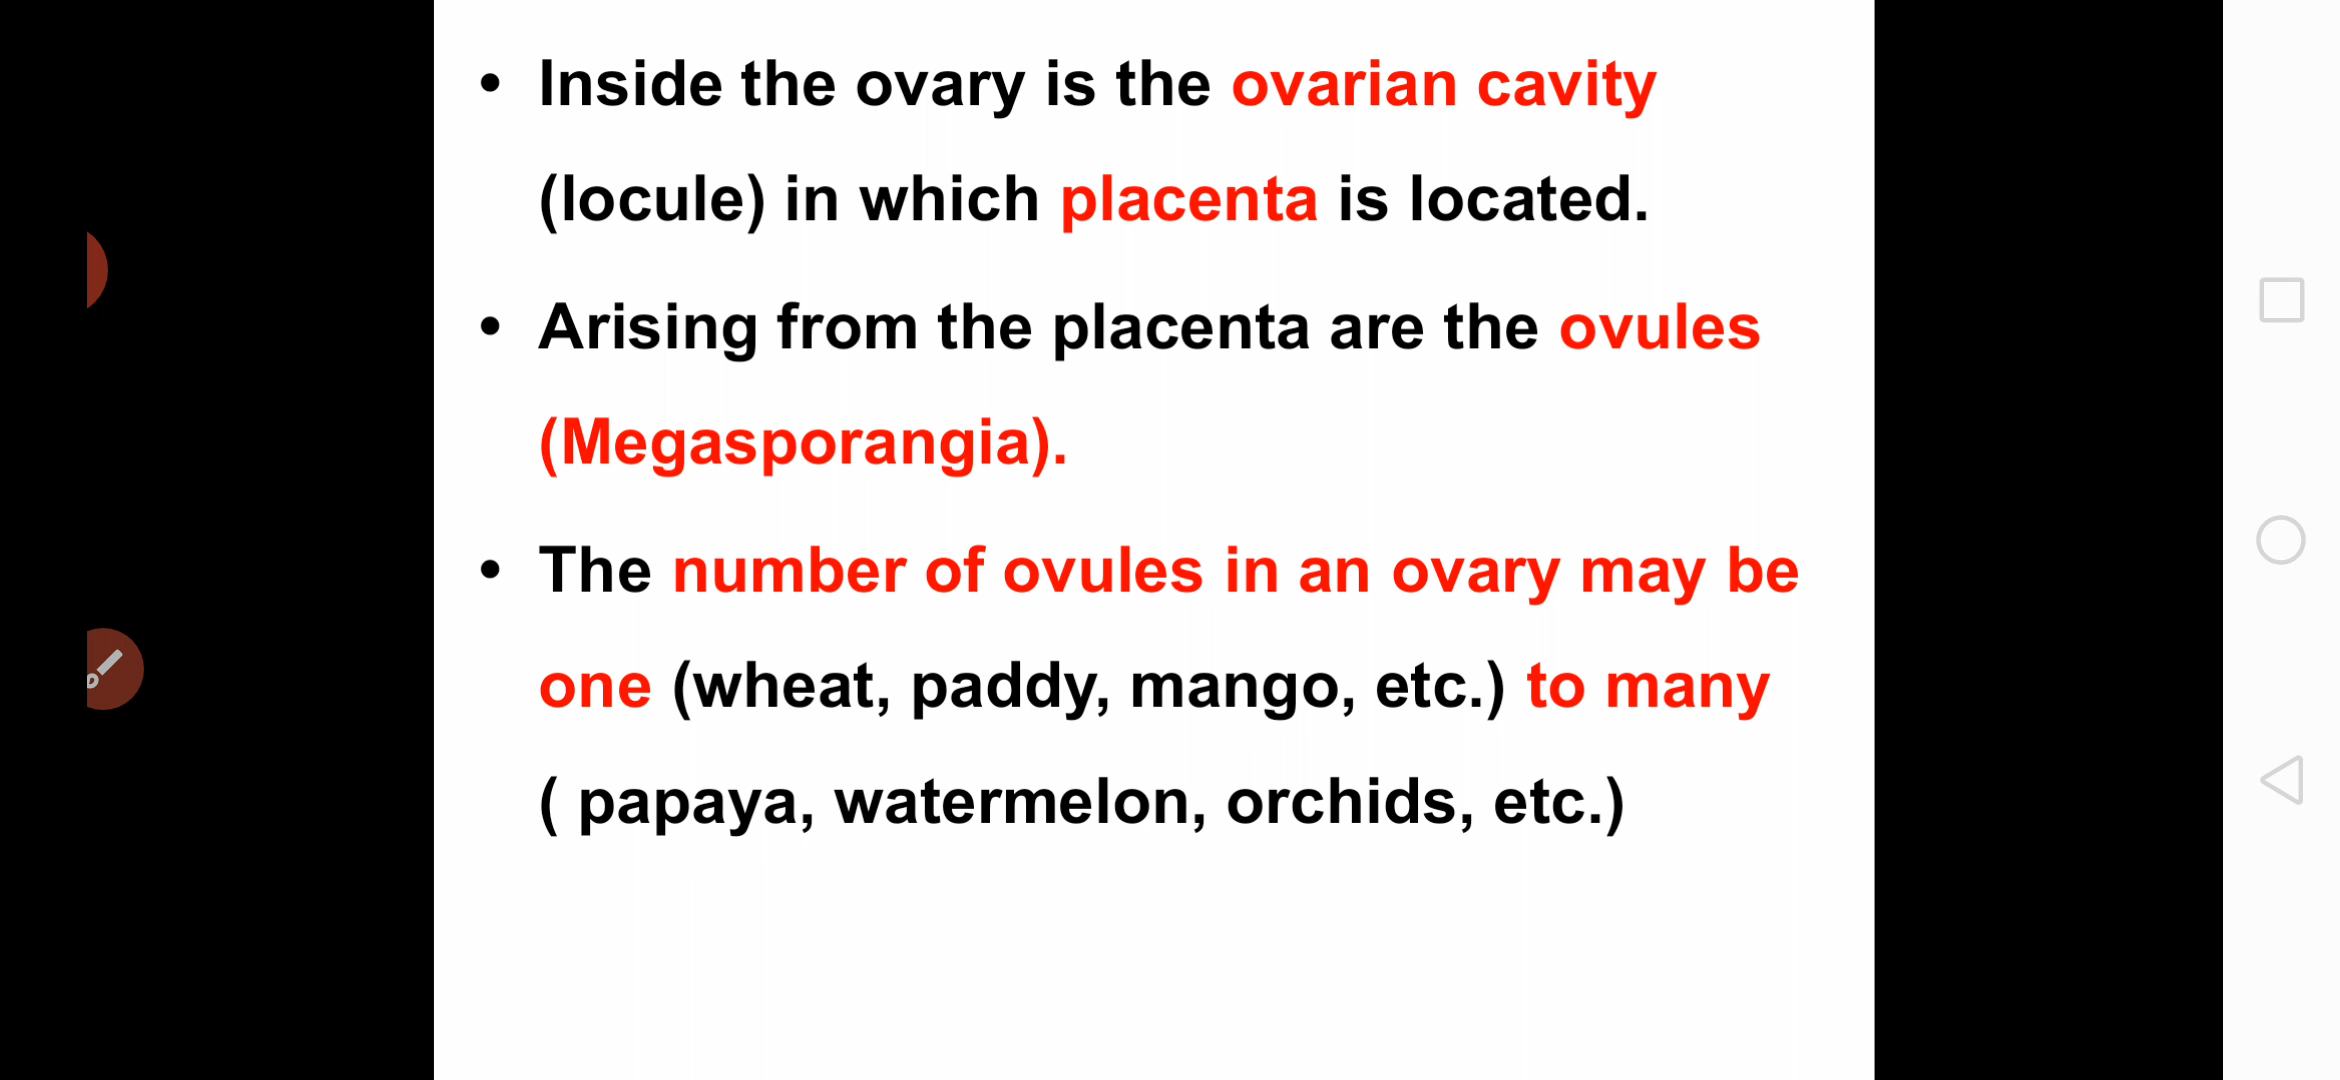 • Inside the ovary is the ovarian cavity
(locule) in which placenta is located.
• Arising from the placenta are the ovules
(Megasporangia).
• The number of ovules in an ovary may be
one (wheat, paddy, mango, etc.) to many
( papaya, watermelon, orchids, etc.)